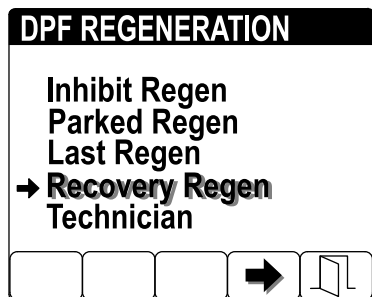 DPF REGENERATION
Inhibit Regen
Parked Regen
Last Regen
Recovery Regen
Technician